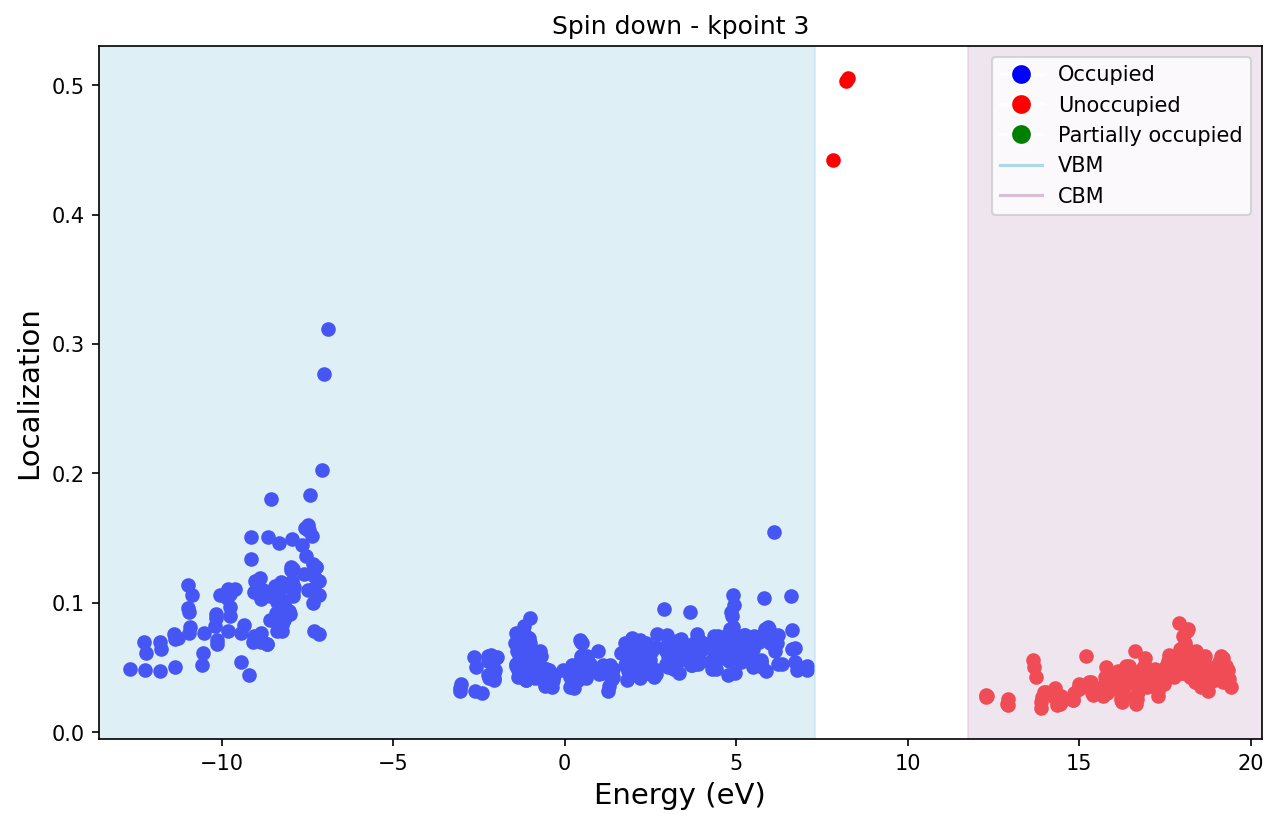 Spin down - kpoint 3
Localization
0.5
0.4
0.3
0.2
0.1
0.0
Occupied
Unoccupied
Partially occupied
VBM
CBM
−10
−5
0
5
10
15
20
Energy (eV)